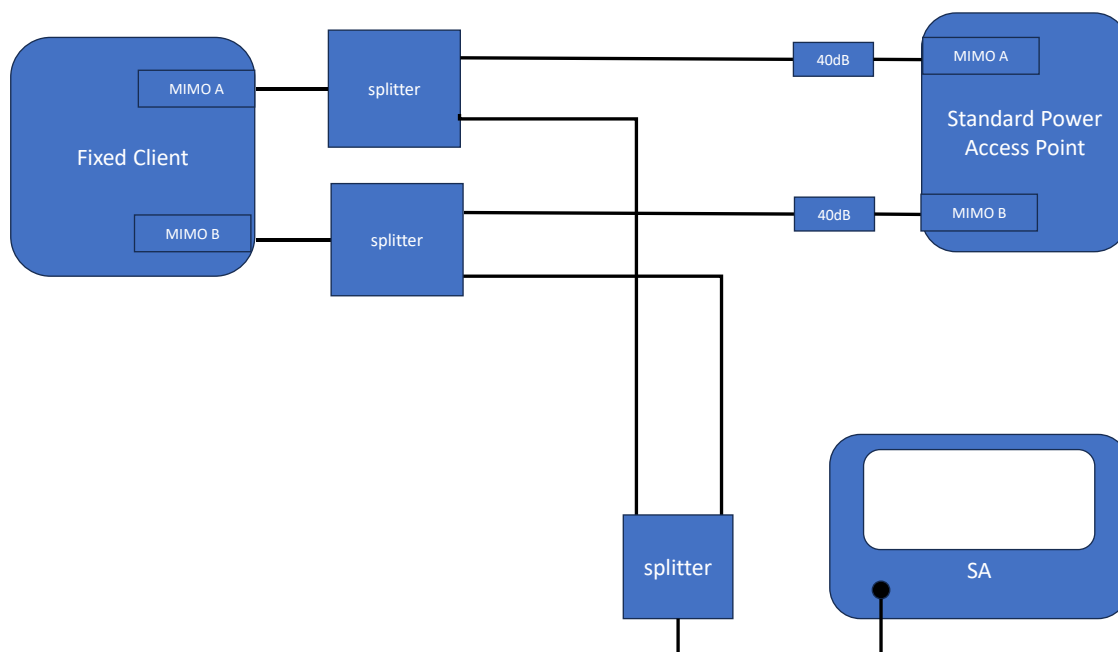 MIMO A
splitter
40dB
MIMO A
Fixed Client
Standard Power
Access Point
MIMO B
splitter
40dB
MIMO B
splitter
SA